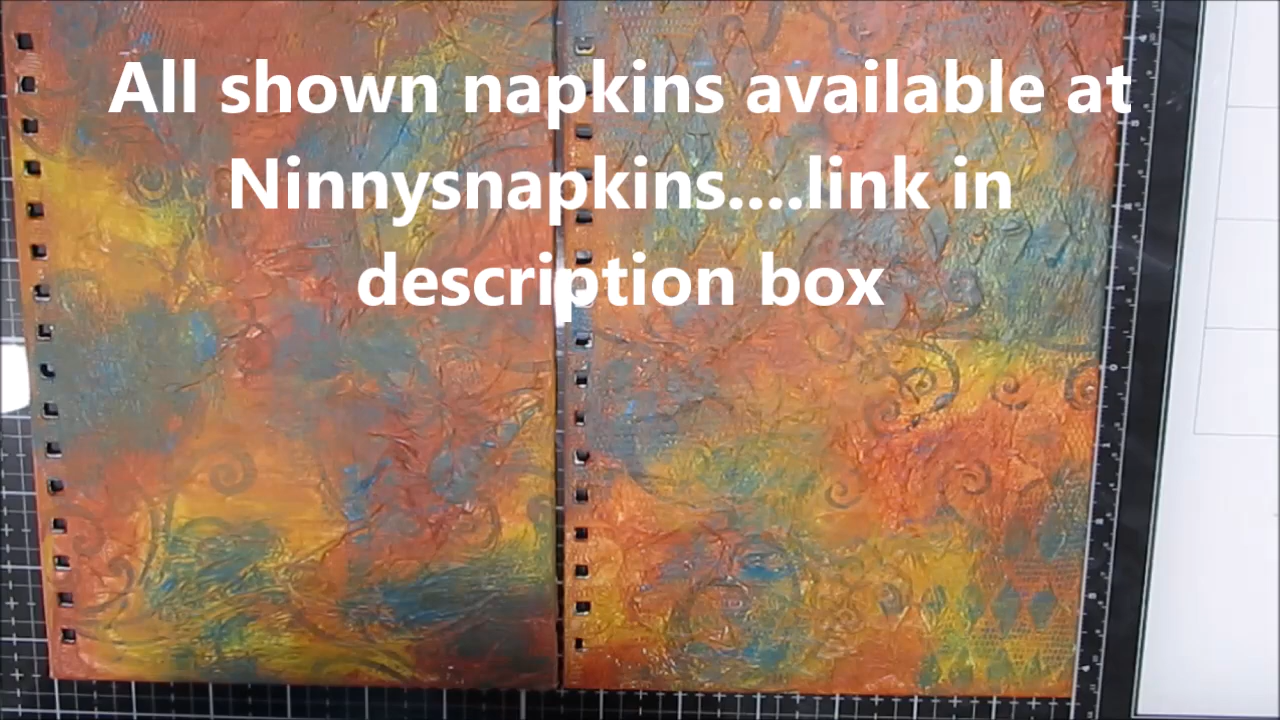 All shown napkins available at
Ninnysnapkins....link in
description box